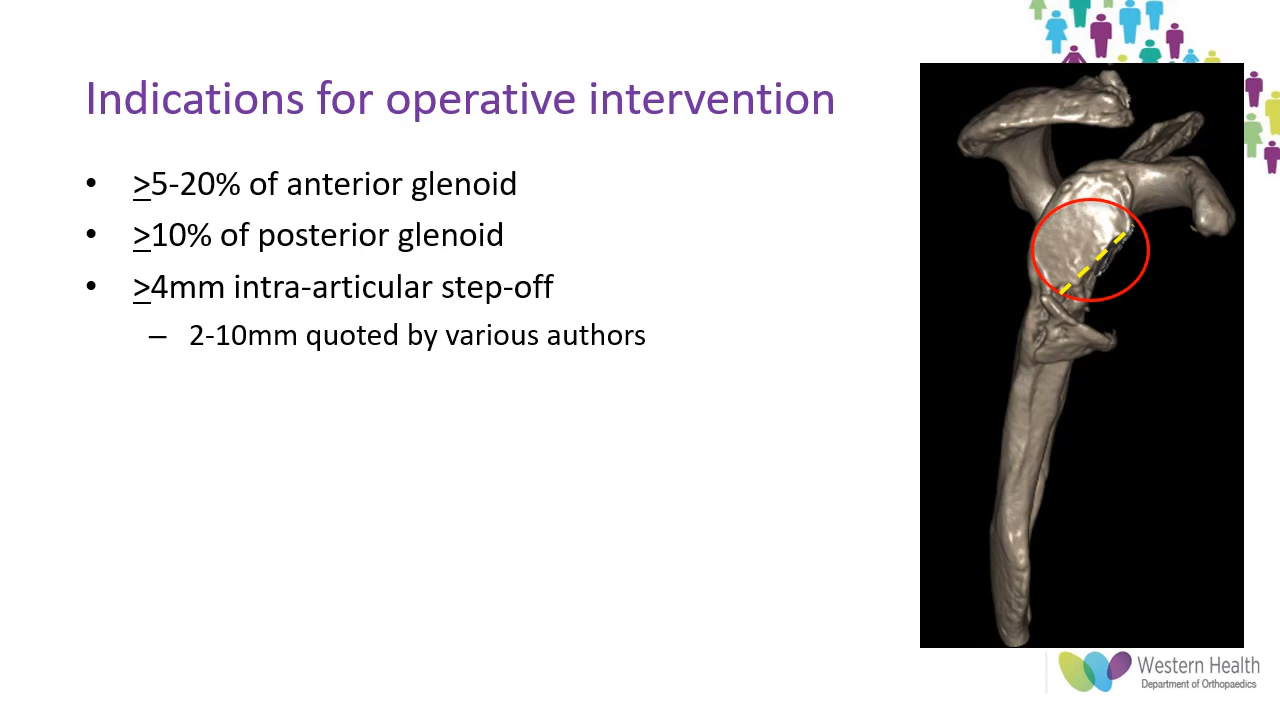 Indications for operative intervention
• ≥5-20% of anterior glenoid
• ≥10% of posterior glenoid
• ≥4mm intra-articular step-off
– 2-10mm quoted by various authors
Western Health
Department of Orthopaedics